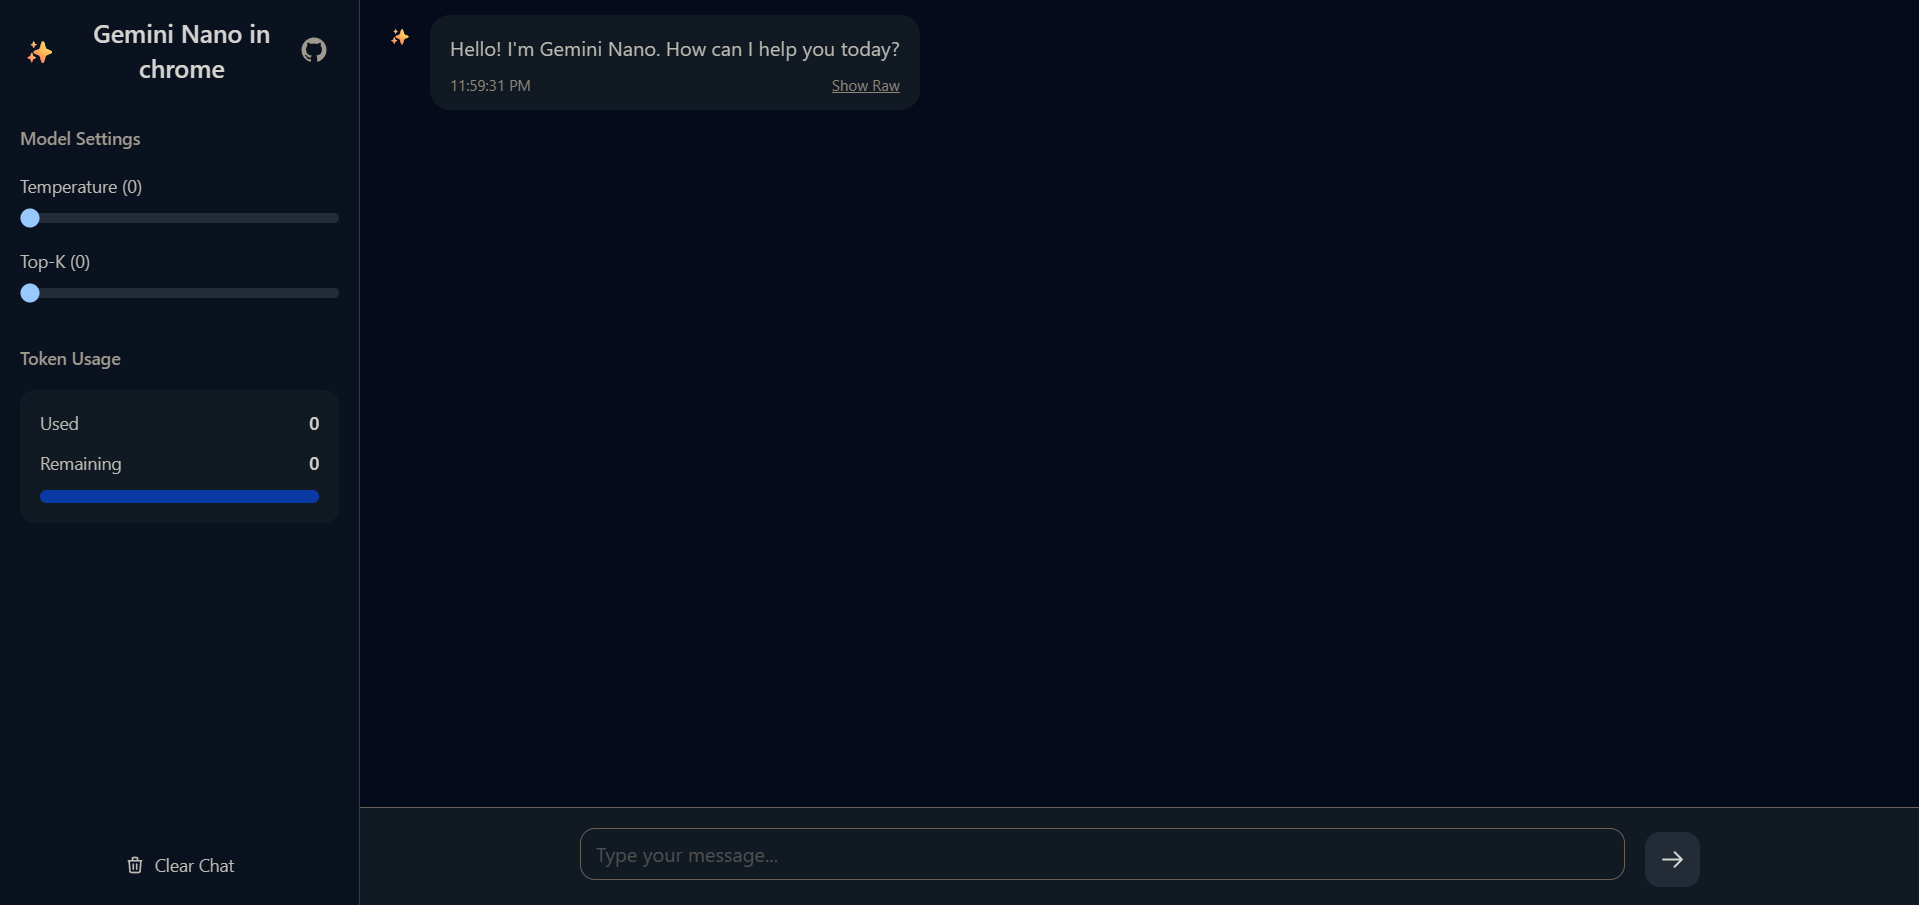 Gemini Nano in
chrome
Model Settings
Temperature (0)
Top-K (0)
Token Usage
Used 0
Remaining 0
Clear Chat
Hello! I'm Gemini Nano. How can I help you today?
11:59:31 PM Show Raw
Type your message...